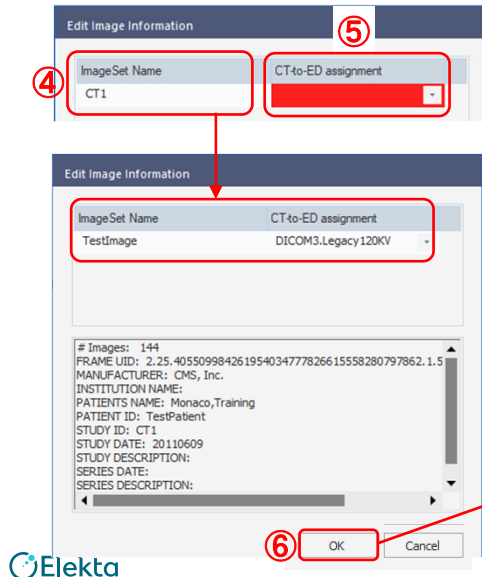 Edit Image Information
⑤
④
ImageSet Name CT-to-ED assignment
CT1
Edit Image Information
ImageSet Name CT-to-ED assignment
TestImage DICOM3.Legacy120KV
# Images: 144
FRAME UID: 2.25.405509984261954034777826615558280797862.1.5
MANUFACTURER: CMS, Inc.
INSTITUTION NAME:
PATIENTS NAME: Monaco,Training
PATIENT ID: TestPatient
STUDY ID: CT1
STUDY DATE: 20110609
STUDY DESCRIPTION:
SERIES DATE:
SERIES DESCRIPTION:
⑥ OK Cancel
Elekta